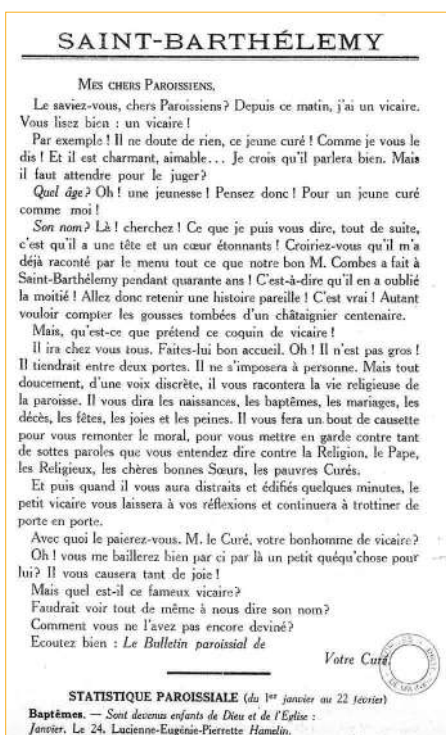 SAINT-BARTHÉLEMY
MES CHERS PAROISSIENS,
Le saviez-vous, chers Paroissiens? Depuis ce matin, j'ai un vicaire.
Vous lisez bien : un vicaire !
Par exemple ! Il ne doute de rien, ce jeune curé ! Comme je vous le
dis ! Et il est charmant, aimable... Je crois qu'il parlera bien. Mais
il faut attendre pour le juger?
Quel âge? Oh ! une jeunesse ! Pensez donc ! Pour un jeune curé
comme moi !
Son nom? Là ! cherchez ! Ce que je puis vous dire, tout de suite,
c'est qu'il a une tête et un cœur étonnants ! Croiriez-vous qu'il m'a
déjà raconté par le menu tout ce que notre bon M. Combes a fait à
Saint-Barthélemy pendant quarante ans ! C'est-à-dire qu'il en a oublié
la moitié ! Allez donc retenir une histoire pareille ! C'est vrai ! Autant
vouloir compter les gousses tombées d'un châtaignier centenaire.
Mais, qu'est-ce que prétend ce coquin de vicaire !
Il ira chez vous tous. Faites-lui bon accueil. Oh ! Il n'est pas gros !
Il tiendrait entre deux portes. Il ne s'imposera à personne. Mais tout
doucement, d'une voix discrète, il vous racontera la vie religieuse de
la paroisse. Il vous dira les naissances, les baptêmes, les mariages, les
décès, les fêtes, les joies et les peines. Il vous fera un bout de causette
pour vous remonter le moral, pour vous mettre en garde contre tant
de sottes paroles que vous entendez dire contre la Religion, le Pape,
les Religieux, les chères bonnes Sœurs, les pauvres Curés.
Et puis quand il vous aura distraits et édifiés quelques minutes, le
petit vicaire vous laissera à vos réflexions et continuera à trottiner de
porte en porte.
Avec quoi le paierez-vous, M. le Curé, votre bonhomme de vicaire?
Oh ! vous me baillerez bien par ci par là un petit quéqu'chose pour
lui? Il vous causera tant de joie !
Mais quel est-il ce fameux vicaire?
Faudrait voir tout de même à nous dire son nom?
Comment vous ne l'avez pas encore deviné?
Ecoutez bien : Le Bulletin paroissial de
Votre Curé.
STATISTIQUE PAROISSIALE (du 1er janvier au 22 février)
Baptêmes. — Sont devenus enfants de Dieu et de l'Eglise :
Janvier. Le 24, Lucienne-Eugénie-Pierrette Hamelin.